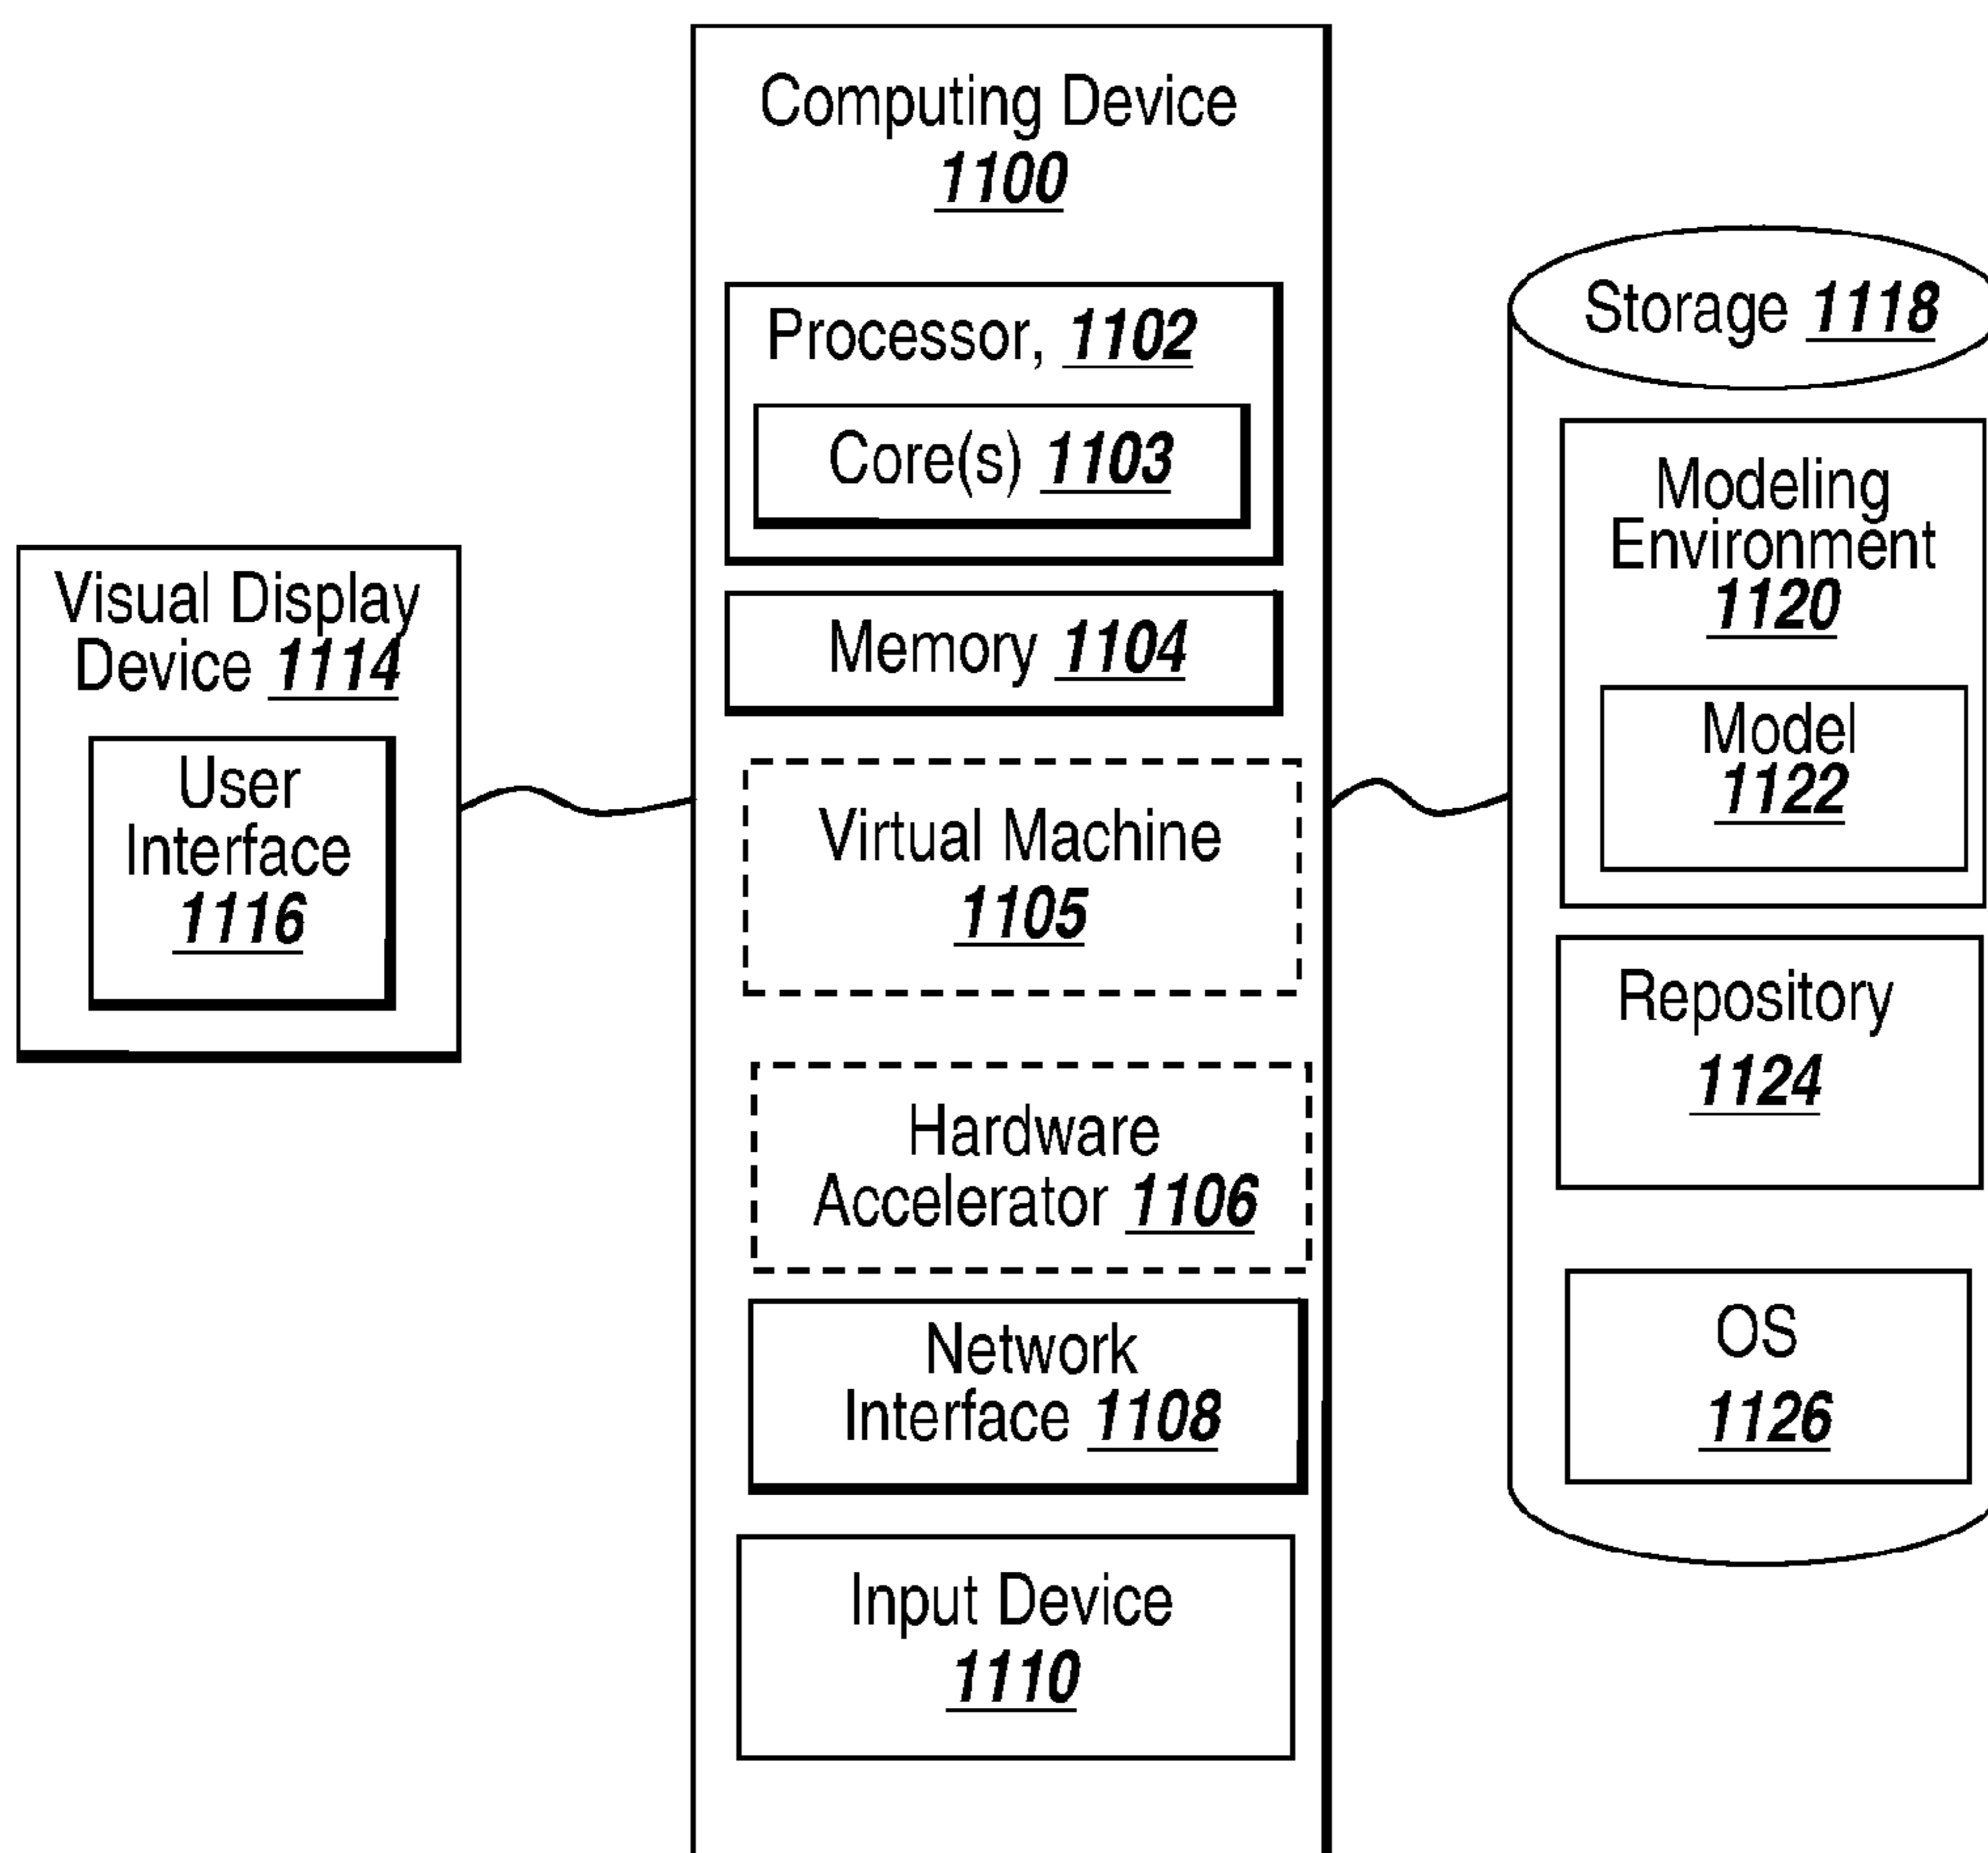 Computing Device
1100
Processor, 1102
Core(s) 1103
Memory 1104
Virtual Machine
1105
Hardware
Accelerator 1106
Network
Interface 1108
Input Device
1110
Visual Display
Device 1114
User
Interface
1116
Storage 1118
Modeling
Environment
1120
Model
1122
Repository
1124
OS
1126